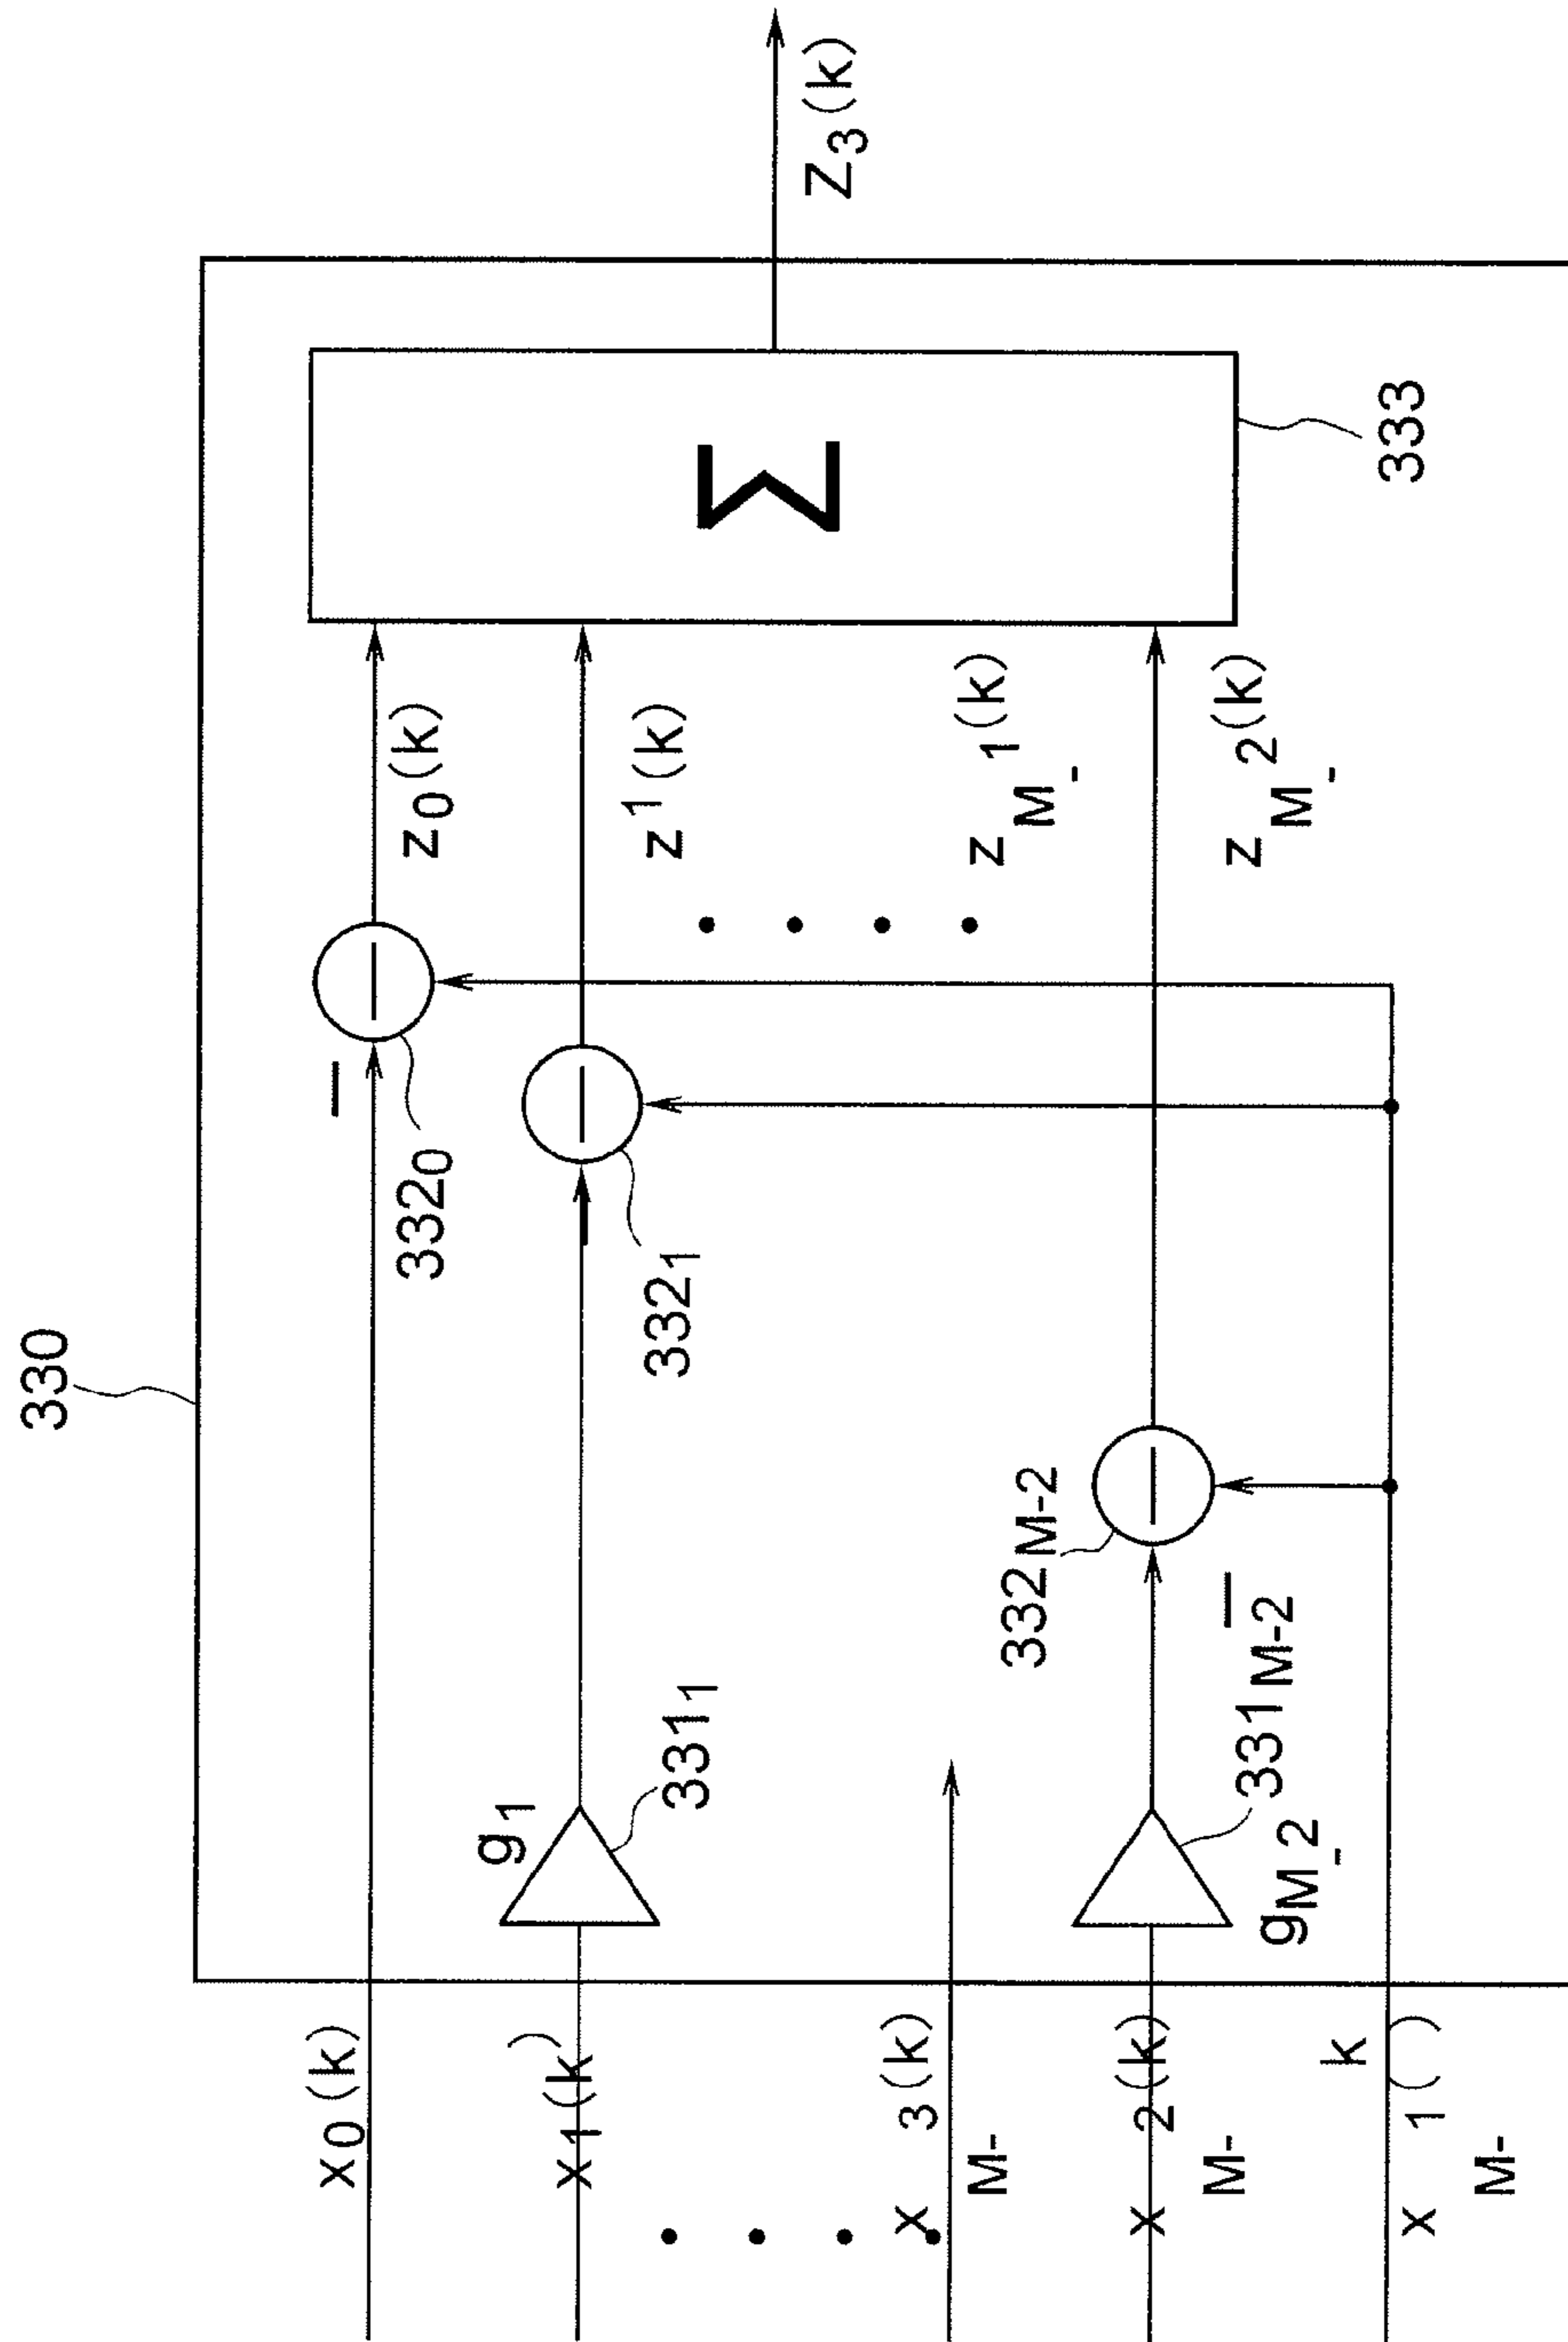 330
x0(k)
x1(k)
xM-3(k)
xM-2(k)
xM-1(k)
g1
3311
gM-2
331M-2
332M-2
3321
3320
z0(k)
z1(k)
zM-1(k)
zM-2(k)
Σ
333
Z3(k)